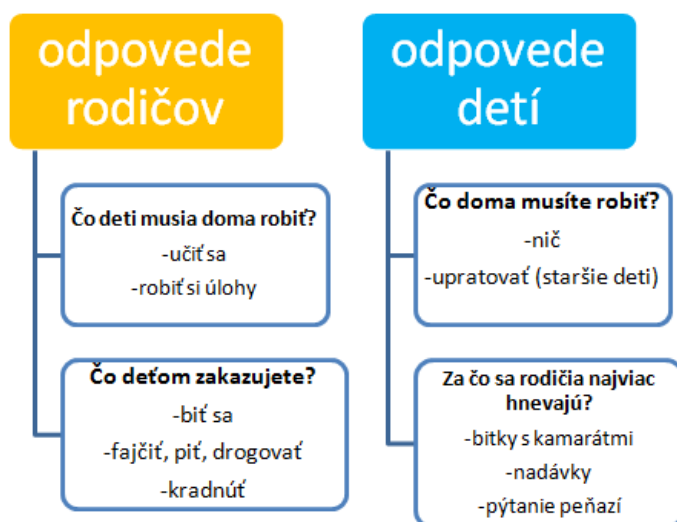 odpovede
rodičov
Čo deti musia doma robiť?
-učiť sa
-robiť si úlohy
Čo deťom zakazujete?
-biť sa
-fajčiť, piť, drogovať
-kradnúť
odpovede
detí
Čo doma musíte robiť?
-nič
-upratovať (staršie deti)
Za čo sa rodičia najviac
hnevajú?
-bitky s kamarátmi
-nadávky
-pýtanie peňazí